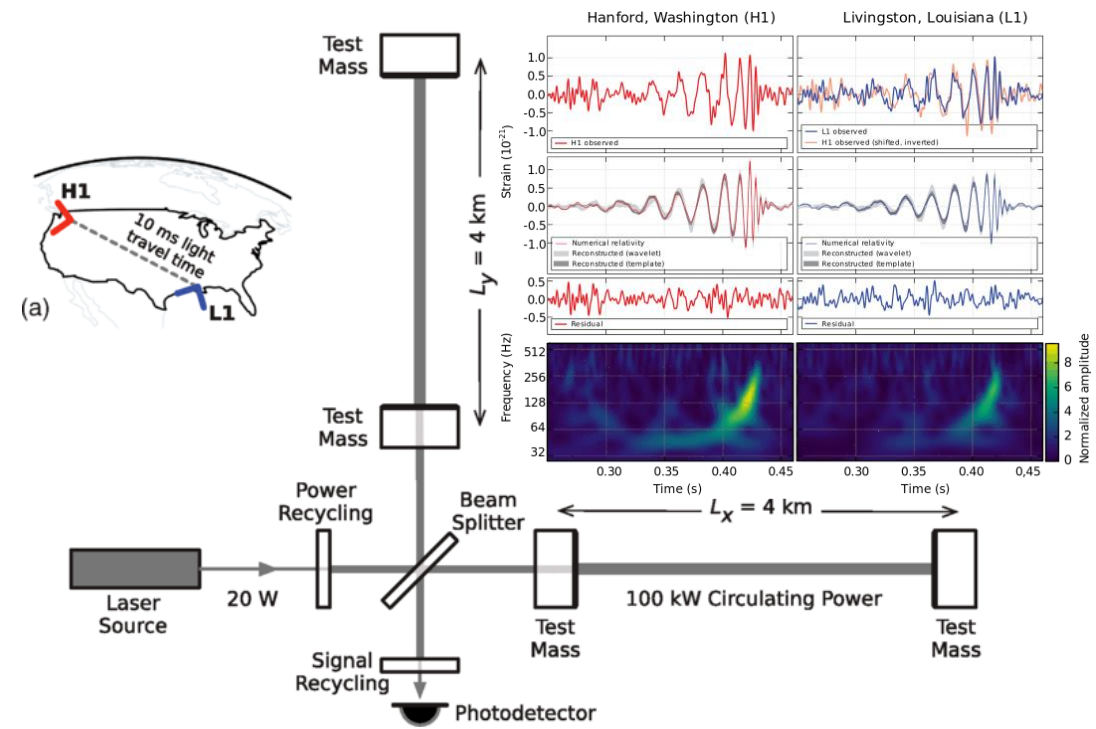 Hanford, Washington (H1)
Livingston, Louisiana (L1)
Test
Mass
H1
10 ms light
travel time
L1
(a)
Ly = 4 km
Strain (10⁻²¹)
1.0
0.5
0.0
-0.5
-1.0
H1 observed
L1 observed
H1 observed (shifted, inverted)
1.0
0.5
0.0
-0.5
-1.0
Numerical relativity
Reconstructed (wavelet)
Reconstructed (template)
Numerical relativity
Reconstructed (wavelet)
Reconstructed (template)
0.5
0.0
-0.5
Residual
Residual
Frequency (Hz)
512
256
128
64
32
Normalized amplitude
8
6
4
2
0
0.30
0.35
0.40
0.45
0.30
0.35
0.40
0,45
Time (s)
Time (s)
Test
Mass
Power
Recycling
Beam
Splitter
Lx = 4 km
Laser
Source
20 W
100 kW Circulating Power
Test
Mass
Test
Mass
Signal
Recycling
Photodetector